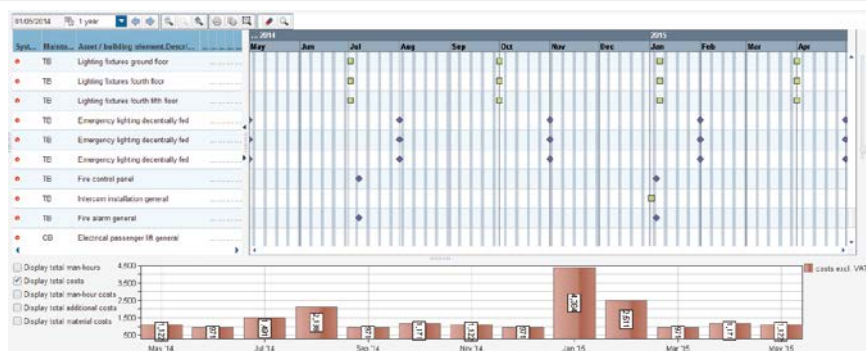 01/05/2014 1 year
... 2014 2015
Syst... Mainte... Asset / building element.Descri...
May Jun Jul Aug Sep Oct Nov Dec Jan Feb Mar Apr
TB Lighting fixtures ground floor
TB Lighting fixtures fourth floor
TB Lighting fixtures fourth fifth floor
TB Emergency lighting decentrally fed
TB Emergency lighting decentrally fed
TB Emergency lighting decentrally fed
TB Fire control panel
TB Intercom installation general
TB Fire alarm general
CB Electrical passenger lift general
Display total man-hours
Display total costs
Display total man-hour costs
Display total additional costs
Display total material costs
4,500
3,500
2,500
1,500
500
971 971 971 971
May '14 Jul '14 Sep '14 Nov '14 Jan '15 Mar '15 May '15
costs excl. VAT